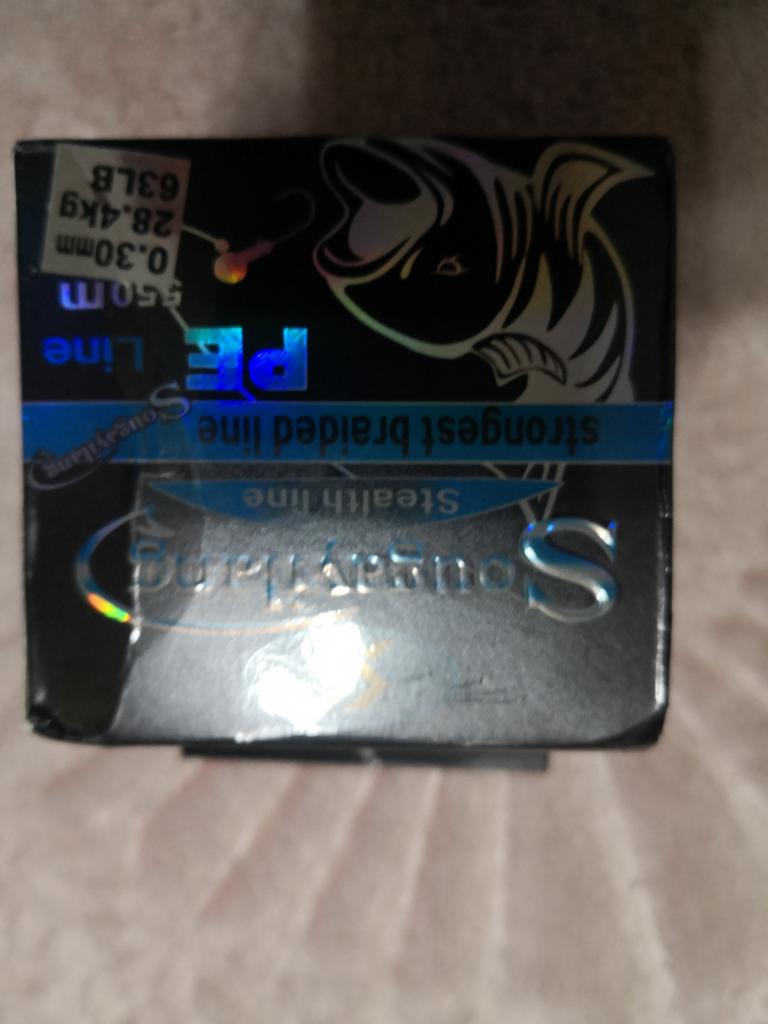 Sougayilang
Stealth line
strongest braided line
Sougayilang
PE Line
550m
0.30mm
28.4kg
63LB